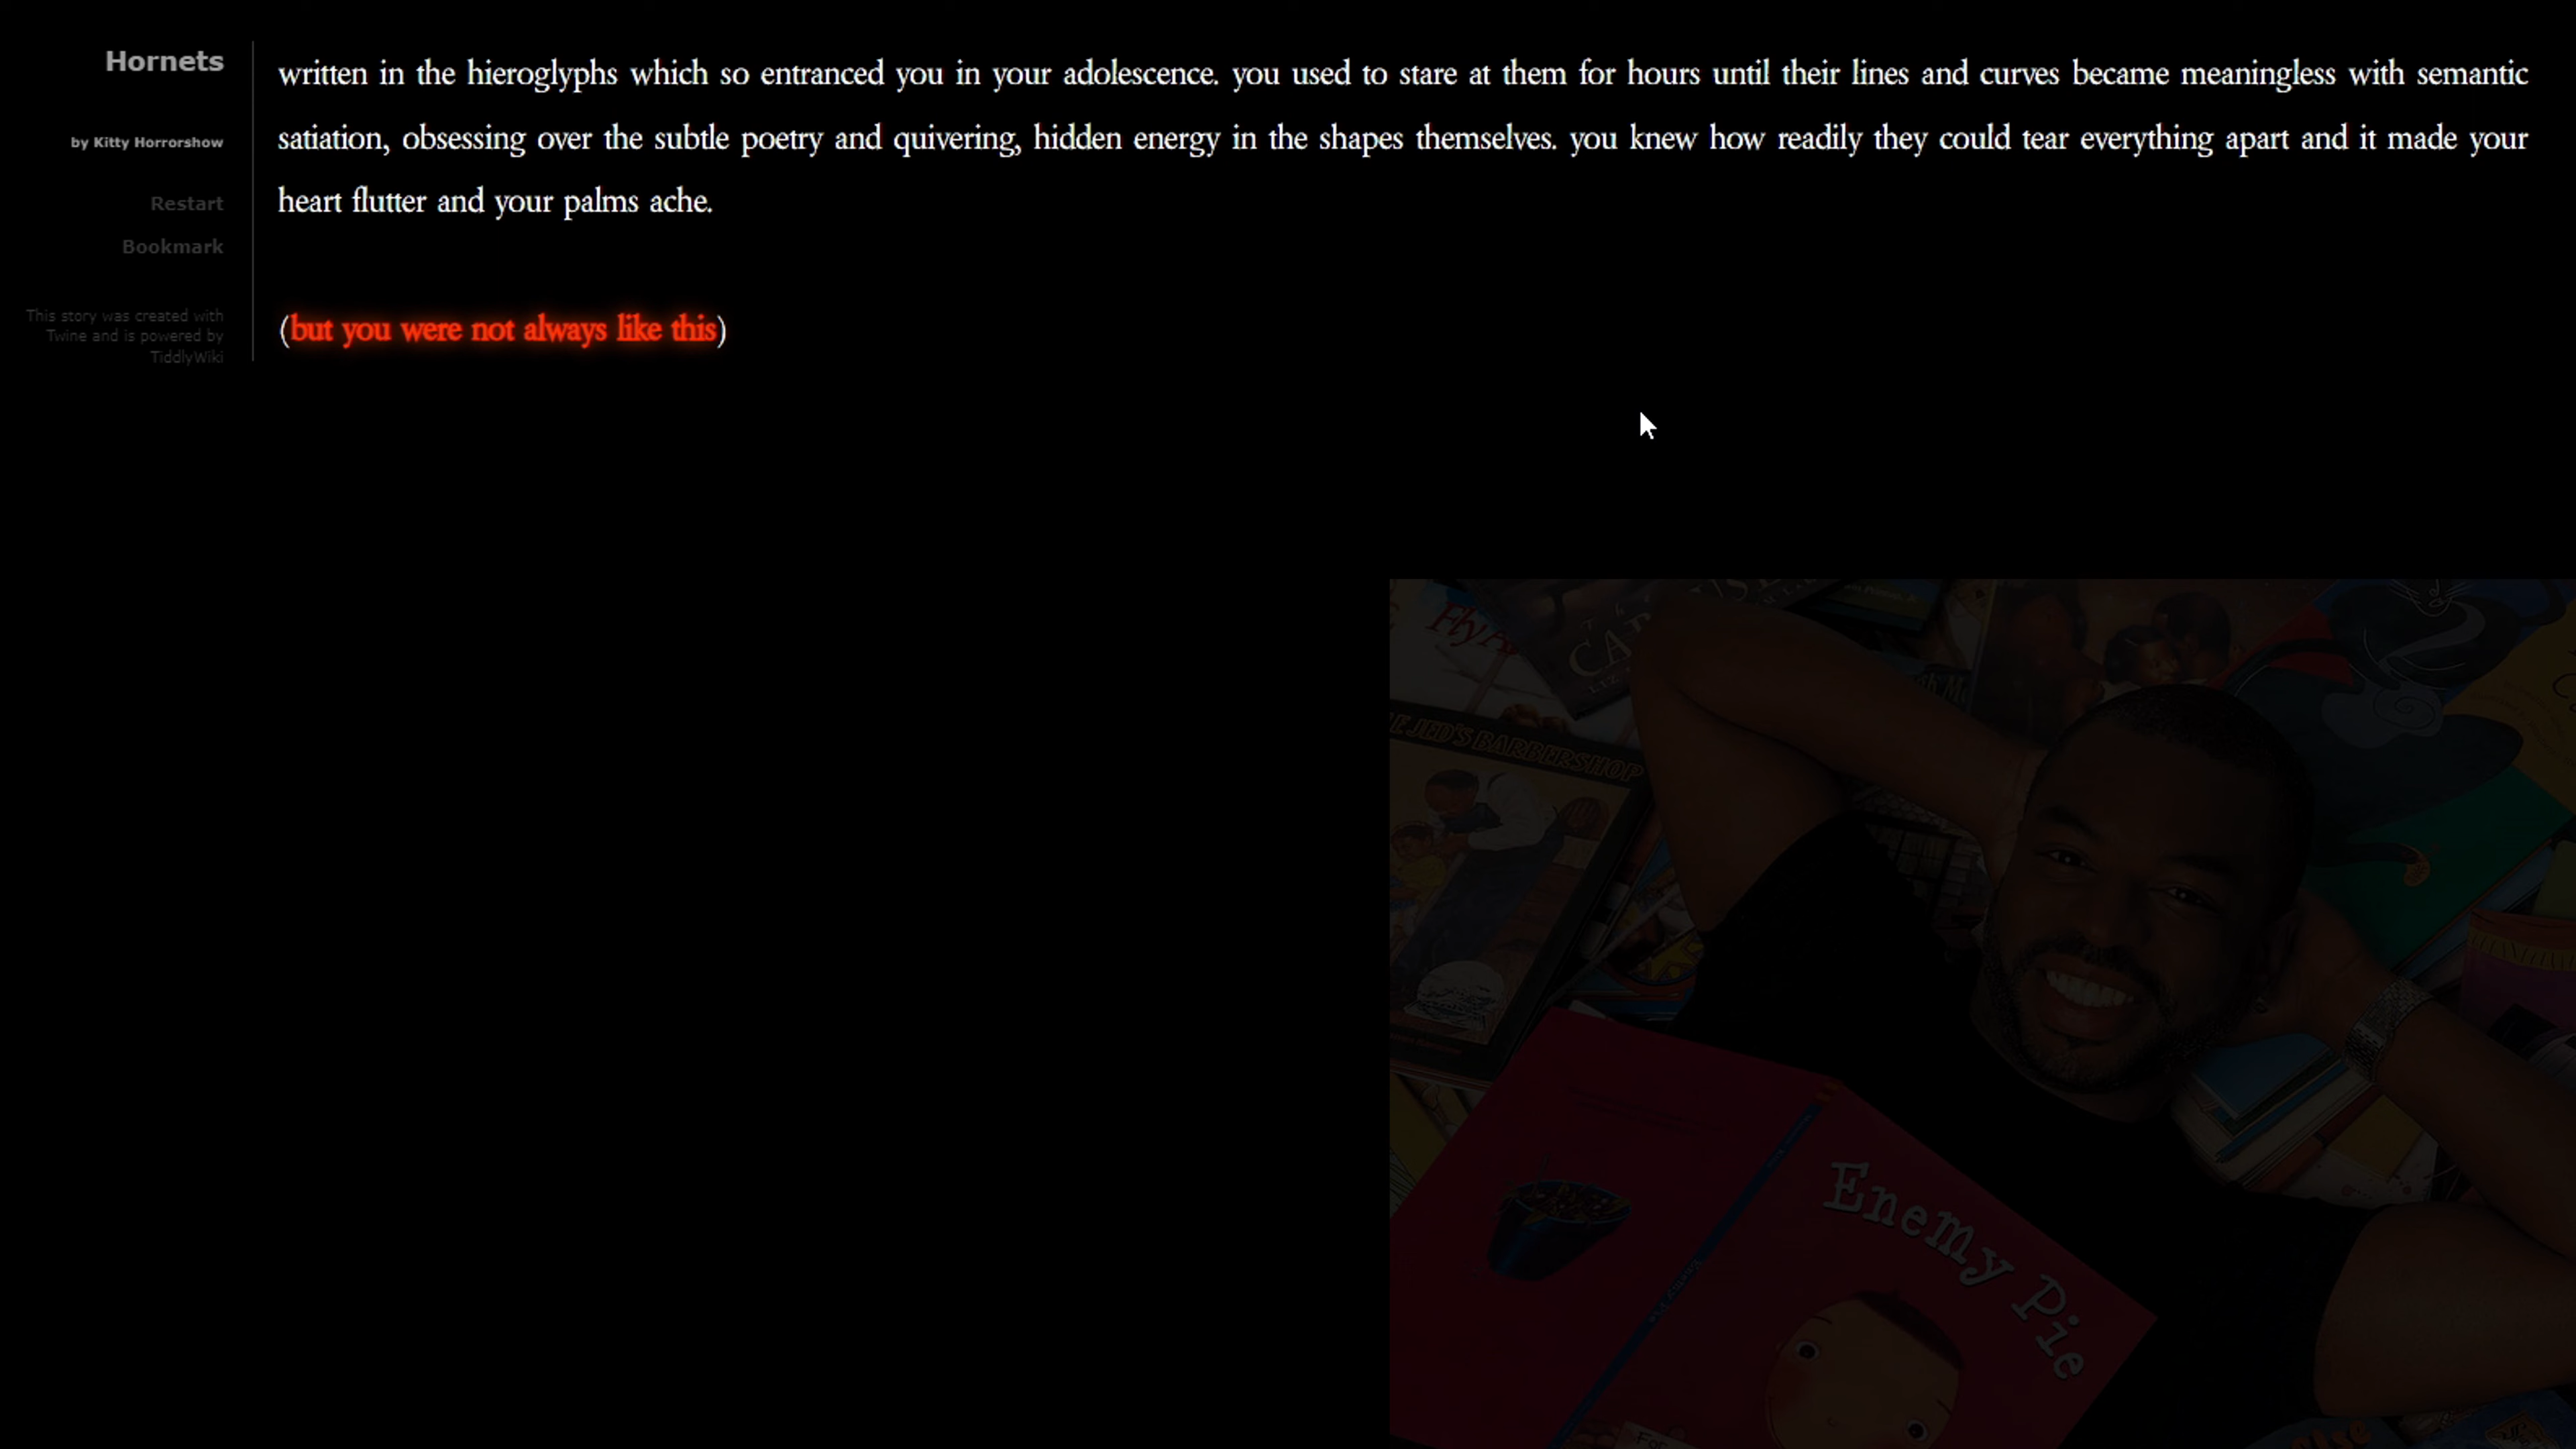 Hornets
by Kitty Horrorshow
Restart
Bookmark
This story was created with
Twine and is powered by
TiddlyWiki
written in the hieroglyphs which so entranced you in your adolescence. you used to stare at them for hours until their lines and curves became meaningless with semantic
satiation, obsessing over the subtle poetry and quivering, hidden energy in the shapes themselves. you knew how readily they could tear everything apart and it made your
heart flutter and your palms ache.
(but you were not always like this)
Fly
JED'S BARBERSHOP
Enemy Pie